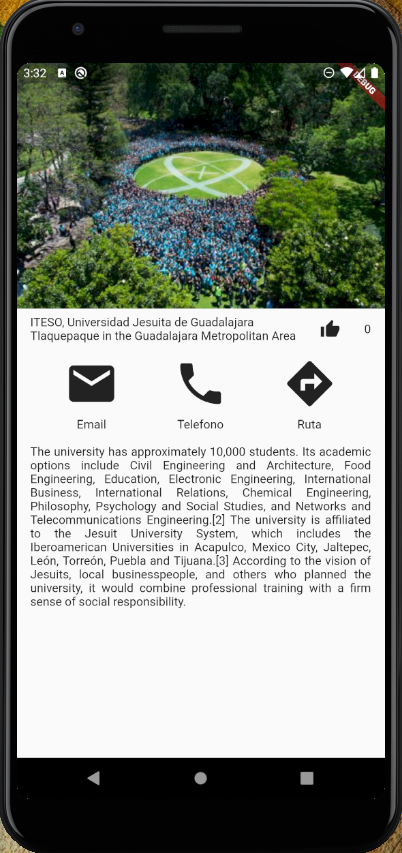 3:32
A
DEBUG
ITESO, Universidad Jesuita de Guadalajara
Tlaquepaque in the Guadalajara Metropolitan Area
0
Email
Telefono
Ruta
The university has approximately 10,000 students. Its academic
options include Civil Engineering and Architecture, Food
Engineering, Education, Electronic Engineering, International
Business, International Relations, Chemical Engineering,
Philosophy, Psychology and Social Studies, and Networks and
Telecommunications Engineering.[2] The university is affiliated
to the Jesuit University System, which includes the
Iberoamerican Universities in Acapulco, Mexico City, Jaltepec,
León, Torreón, Puebla and Tijuana.[3] According to the vision of
Jesuits, local businesspeople, and others who planned the
university, it would combine professional training with a firm
sense of social responsibility.